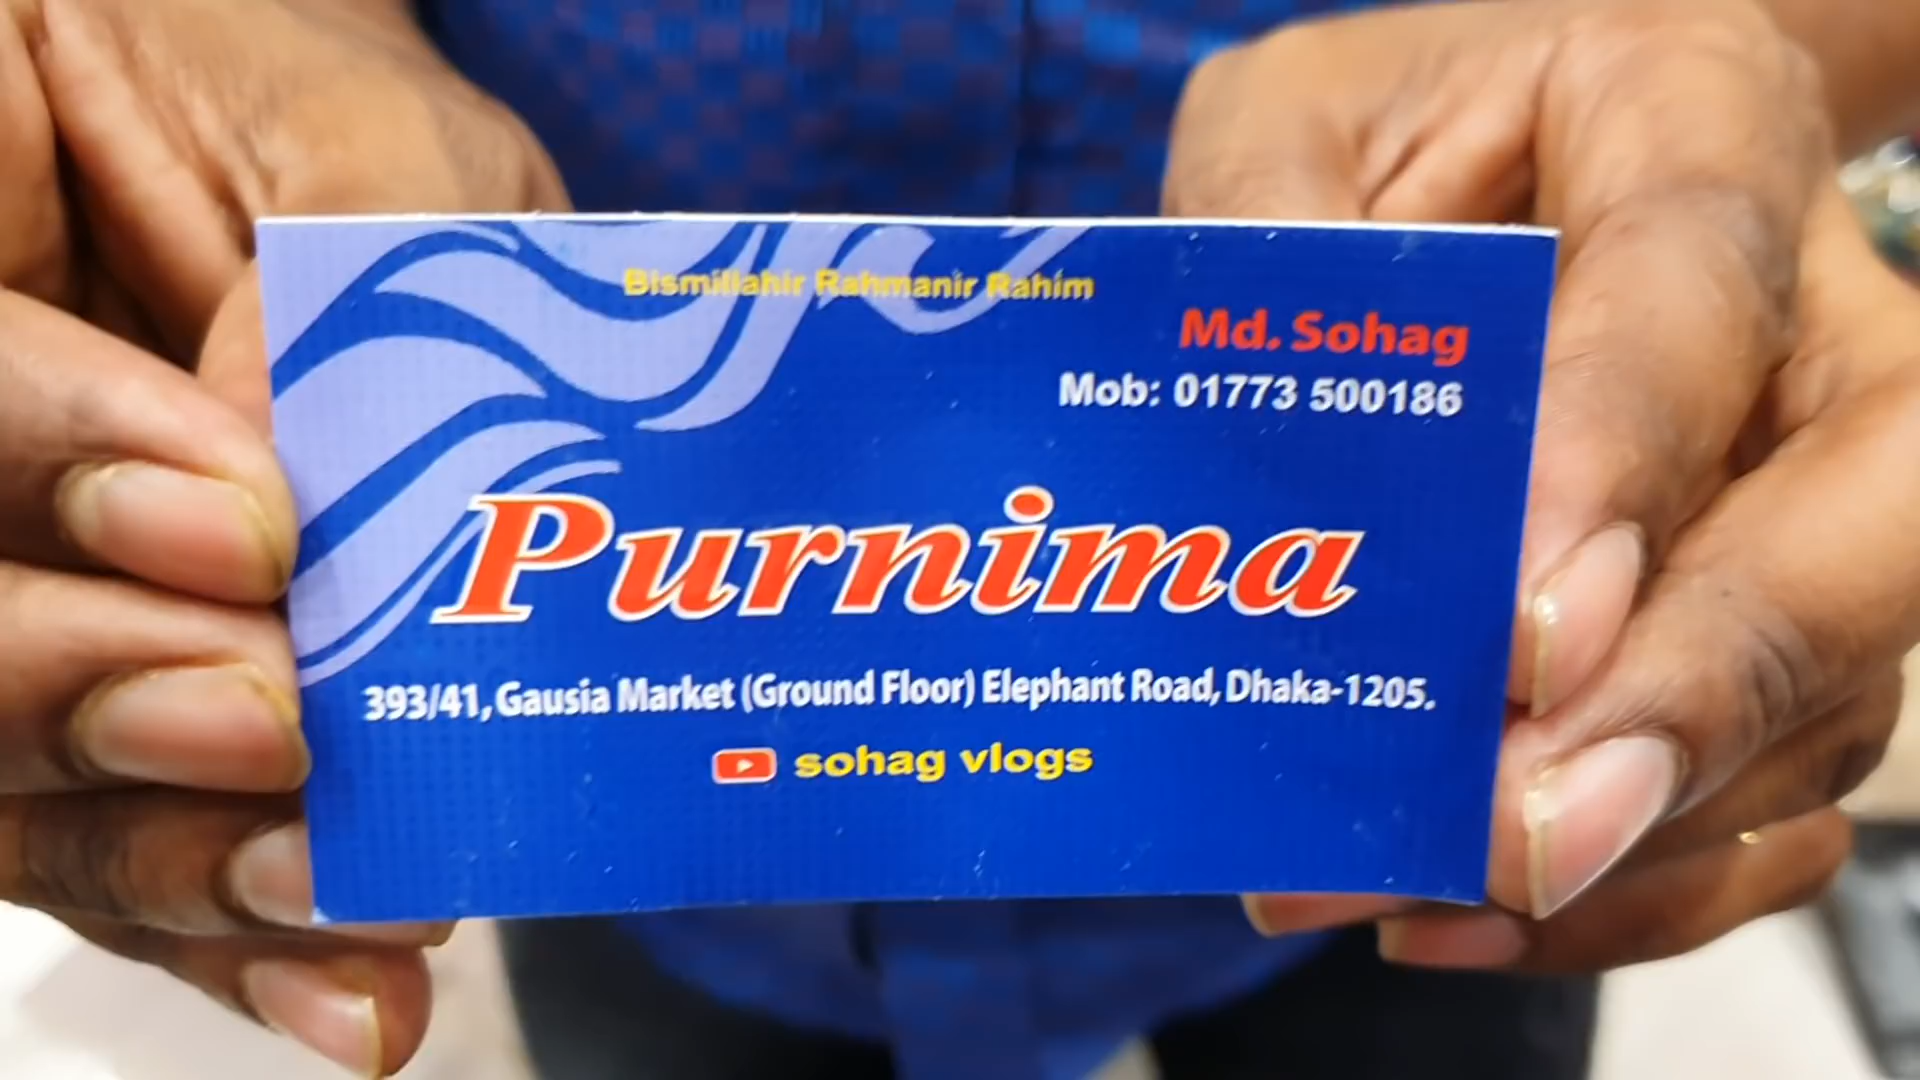 Bismillahir Rahmanir Rahim
Md. Sohag
Mob: 01773 500186
Purnima
393/41, Gausia Market (Ground Floor) Elephant Road, Dhaka-1205.
sohag vlogs